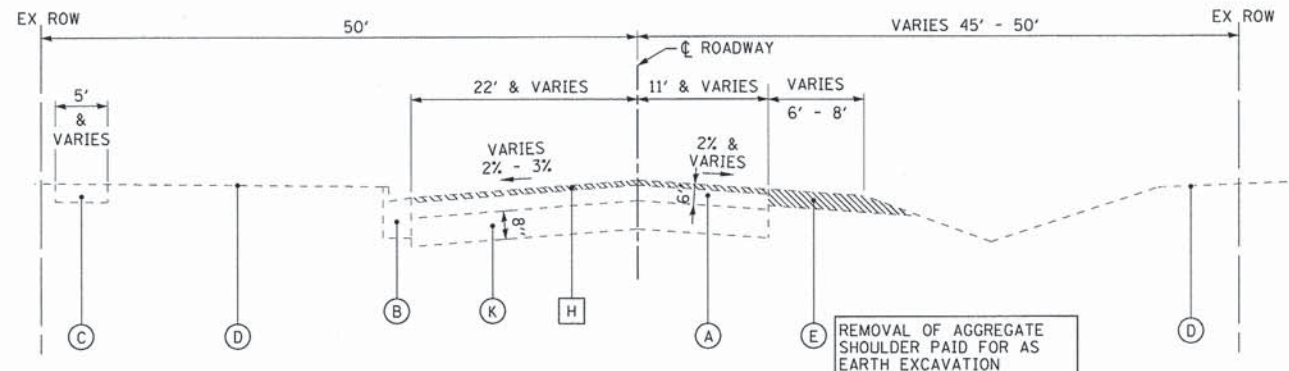 EX ROW
50'
VARIES 45' - 50'
EX ROW
℄ ROADWAY
5'
&
VARIES
22' & VARIES
11' & VARIES
VARIES
6' - 8'
VARIES
2% - 3%
2% &
VARIES
9'
8'
C
D
B
K
H
A
E
REMOVAL OF AGGREGATE
SHOULDER PAID FOR AS
EARTH EXCAVATION
D